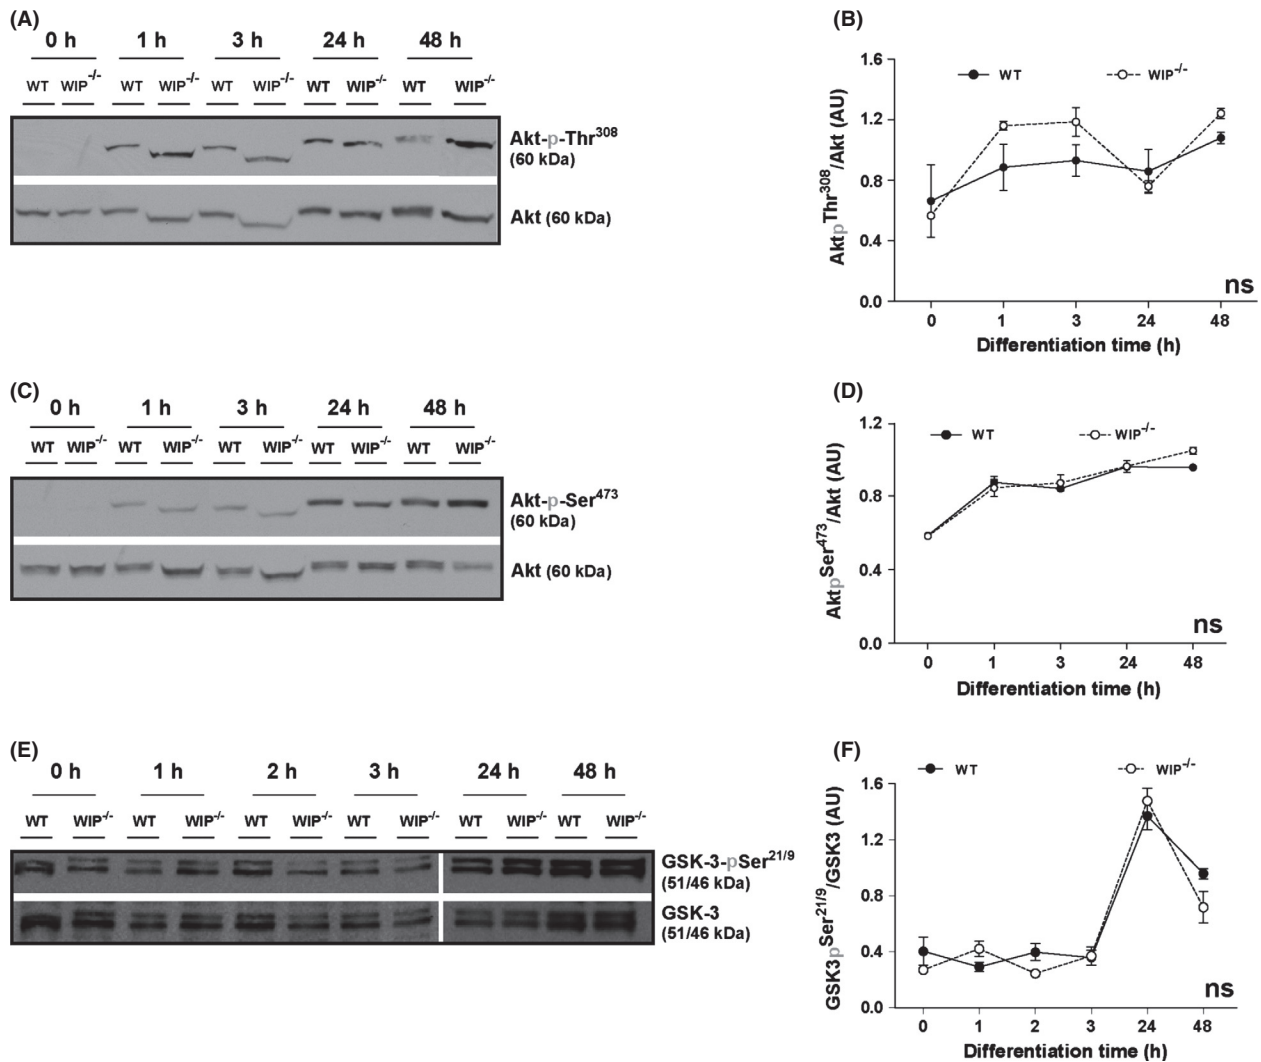 (A)
0 h 1 h 3 h 24 h 48 h
WT WIP-/- WT WIP-/- WT WIP-/- WT WIP-/- WT WIP-/-
Akt-p-Thr308
(60 kDa)
Akt (60 kDa)
(B)
WT WIP-/-
AktpThr308/Akt (AU)
1.6
1.2
0.8
0.4
0.0
ns
0 1 3 24 48
Differentiation time (h)
(C)
0 h 1 h 3 h 24 h 48 h
WT WIP-/- WT WIP-/- WT WIP-/- WT WIP-/- WT WIP-/-
Akt-p-Ser473
(60 kDa)
Akt (60 kDa)
(D)
WT WIP-/-
AktpSer473/Akt (AU)
1.2
0.8
0.4
0.0
ns
0 1 3 24 48
Differentiation time (h)
(E)
0 h 1 h 2 h 3 h 24 h 48 h
WT WIP-/- WT WIP-/- WT WIP-/- WT WIP-/- WT WIP-/- WT WIP-/-
GSK-3-pSer21/9
(51/46 kDa)
GSK-3
(51/46 kDa)
(F)
WT WIP-/-
GSK3pSer21/9/GSK3 (AU)
1.6
1.2
0.8
0.4
0.0
ns
0 1 2 3 24 48
Differentiation time (h)